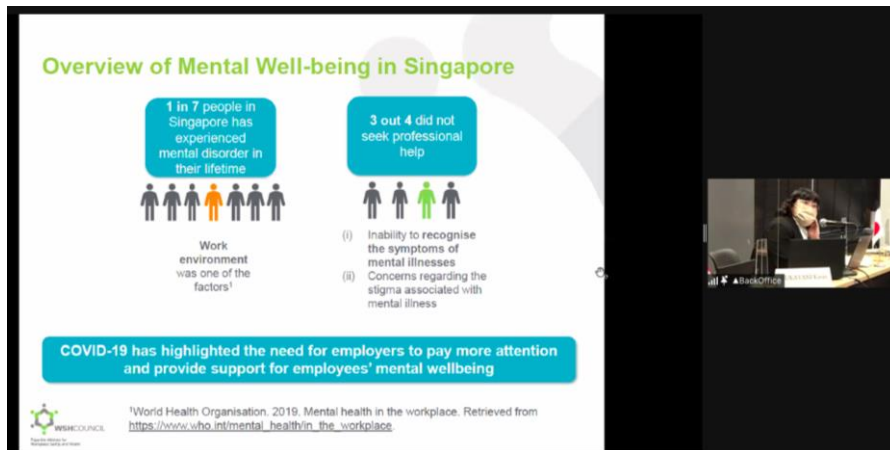 Overview of Mental Well-being in Singapore
1 in 7 people in
Singapore has
experienced
mental disorder in
their lifetime
3 out 4 did not
seek professional
help
Work
environment
was one of the
factors¹
(i) Inability to recognise
the symptoms of
mental illnesses
(ii) Concerns regarding the
stigma associated with
mental illness
COVID-19 has highlighted the need for employers to pay more attention
and provide support for employees' mental wellbeing
WSHCOUNCIL
¹World Health Organisation. 2019. Mental health in the workplace. Retrieved from
https://www.who.int/mental_health/in_the_workplace.
▲BackOffice